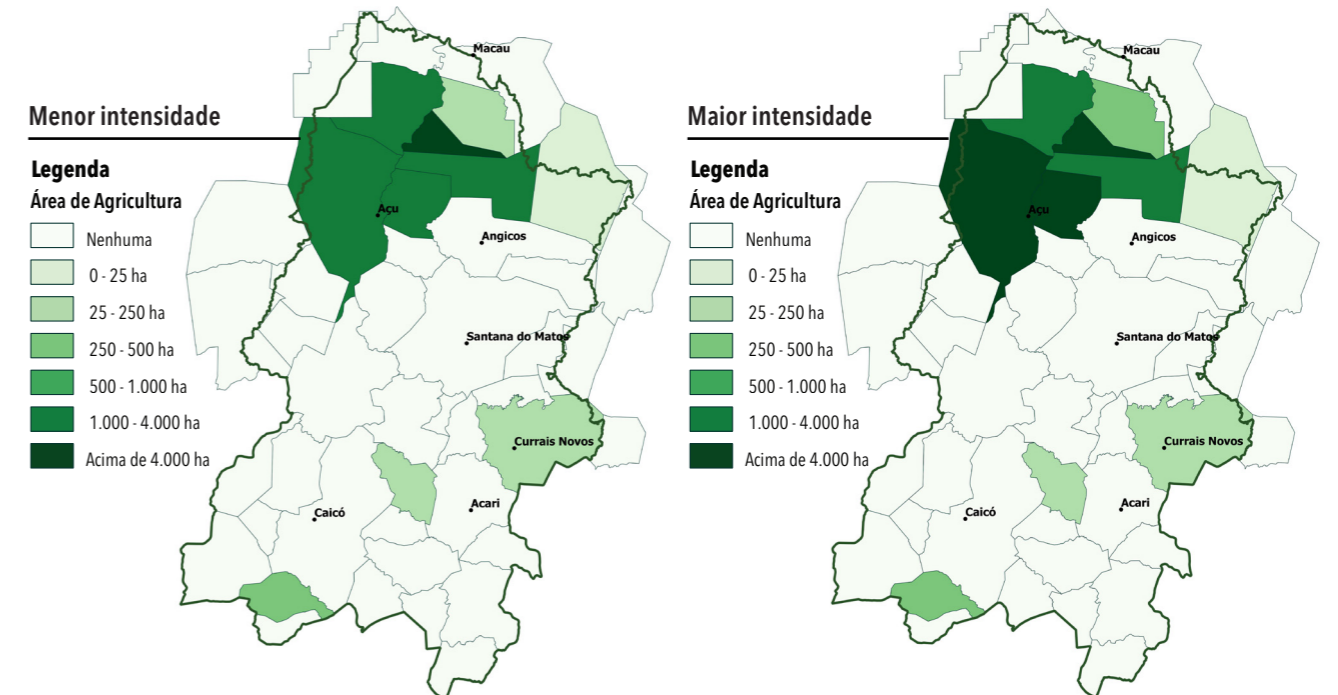 Menor intensidade
Legenda
Área de Agricultura
Nenhuma
0 - 25 ha
25 - 250 ha
250 - 500 ha
500 - 1.000 ha
1.000 - 4.000 ha
Acima de 4.000 ha
Macau
Açu
Angicos
Santana do Matos
Currais Novos
Acari
Caicó
Maior intensidade
Legenda
Área de Agricultura
Nenhuma
0 - 25 ha
25 - 250 ha
250 - 500 ha
500 - 1.000 ha
1.000 - 4.000 ha
Acima de 4.000 ha
Macau
Açu
Angicos
Santana do Matos
Currais Novos
Acari
Caicó